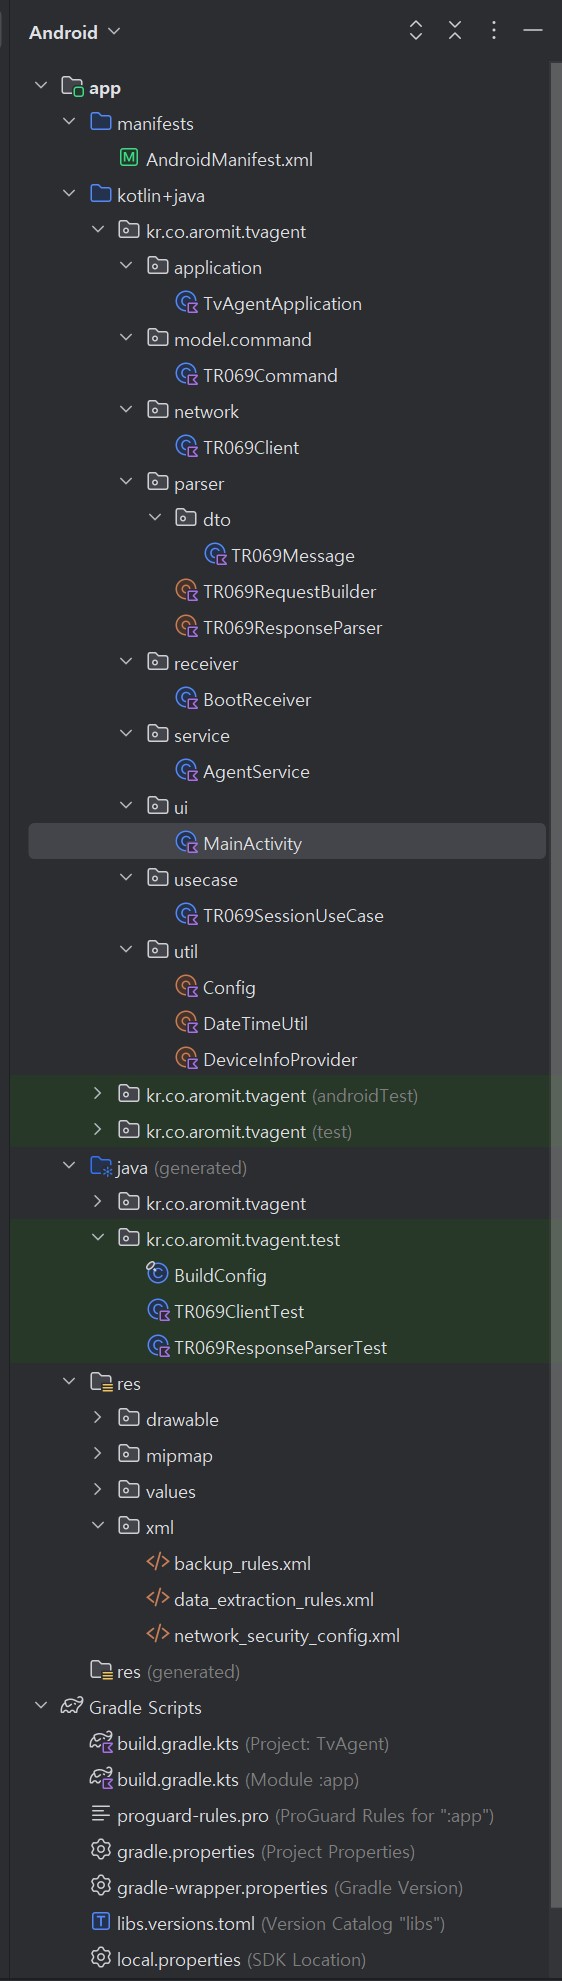 Android
app
manifests
AndroidManifest.xml
kotlin+java
kr.co.aromit.tvagent
application
TvAgentApplication
model.command
TR069Command
network
TR069Client
parser
dto
TR069Message
TR069RequestBuilder
TR069ResponseParser
receiver
BootReceiver
service
AgentService
ui
MainActivity
usecase
TR069SessionUseCase
util
Config
DateTimeUtil
DeviceInfoProvider
kr.co.aromit.tvagent (androidTest)
kr.co.aromit.tvagent (test)
java (generated)
kr.co.aromit.tvagent
kr.co.aromit.tvagent.test
BuildConfig
TR069ClientTest
TR069ResponseParserTest
res
drawable
mipmap
values
xml
backup_rules.xml
data_extraction_rules.xml
network_security_config.xml
res (generated)
Gradle Scripts
build.gradle.kts (Project: TvAgent)
build.gradle.kts (Module :app)
proguard-rules.pro (ProGuard Rules for ":app")
gradle.properties (Project Properties)
gradle-wrapper.properties (Gradle Version)
libs.versions.toml (Version Catalog "libs")
local.properties (SDK Location)